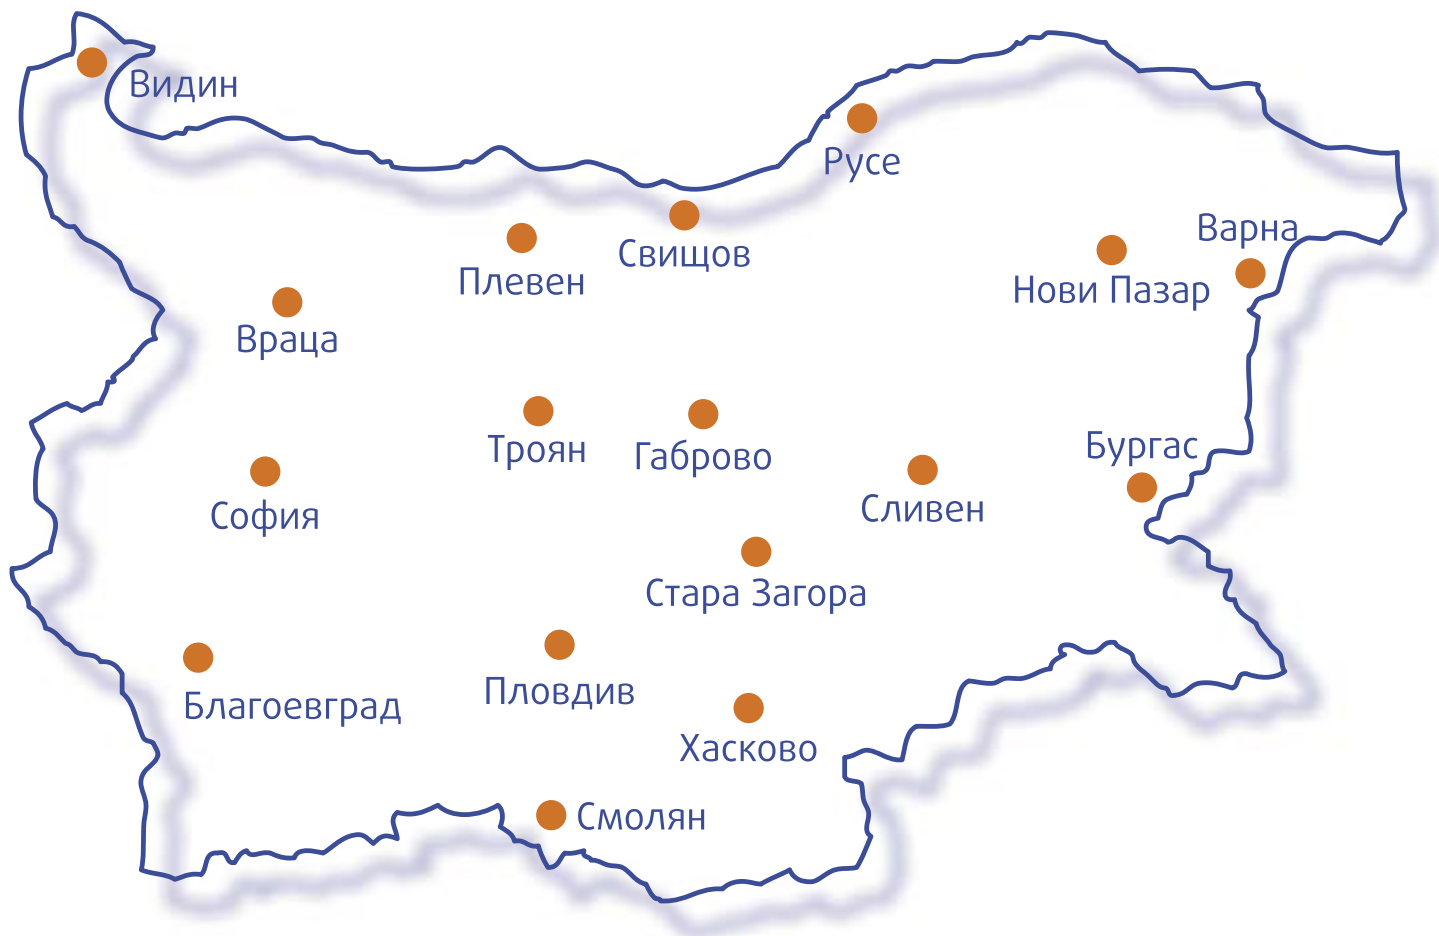 Видин
Русе
Варна
Свищов
Плевен
Нови Пазар
Враца
Бургас
Троян
Габрово
Сливен
София
Стара Загора
Пловдив
Благоевград
Хасково
Смолян